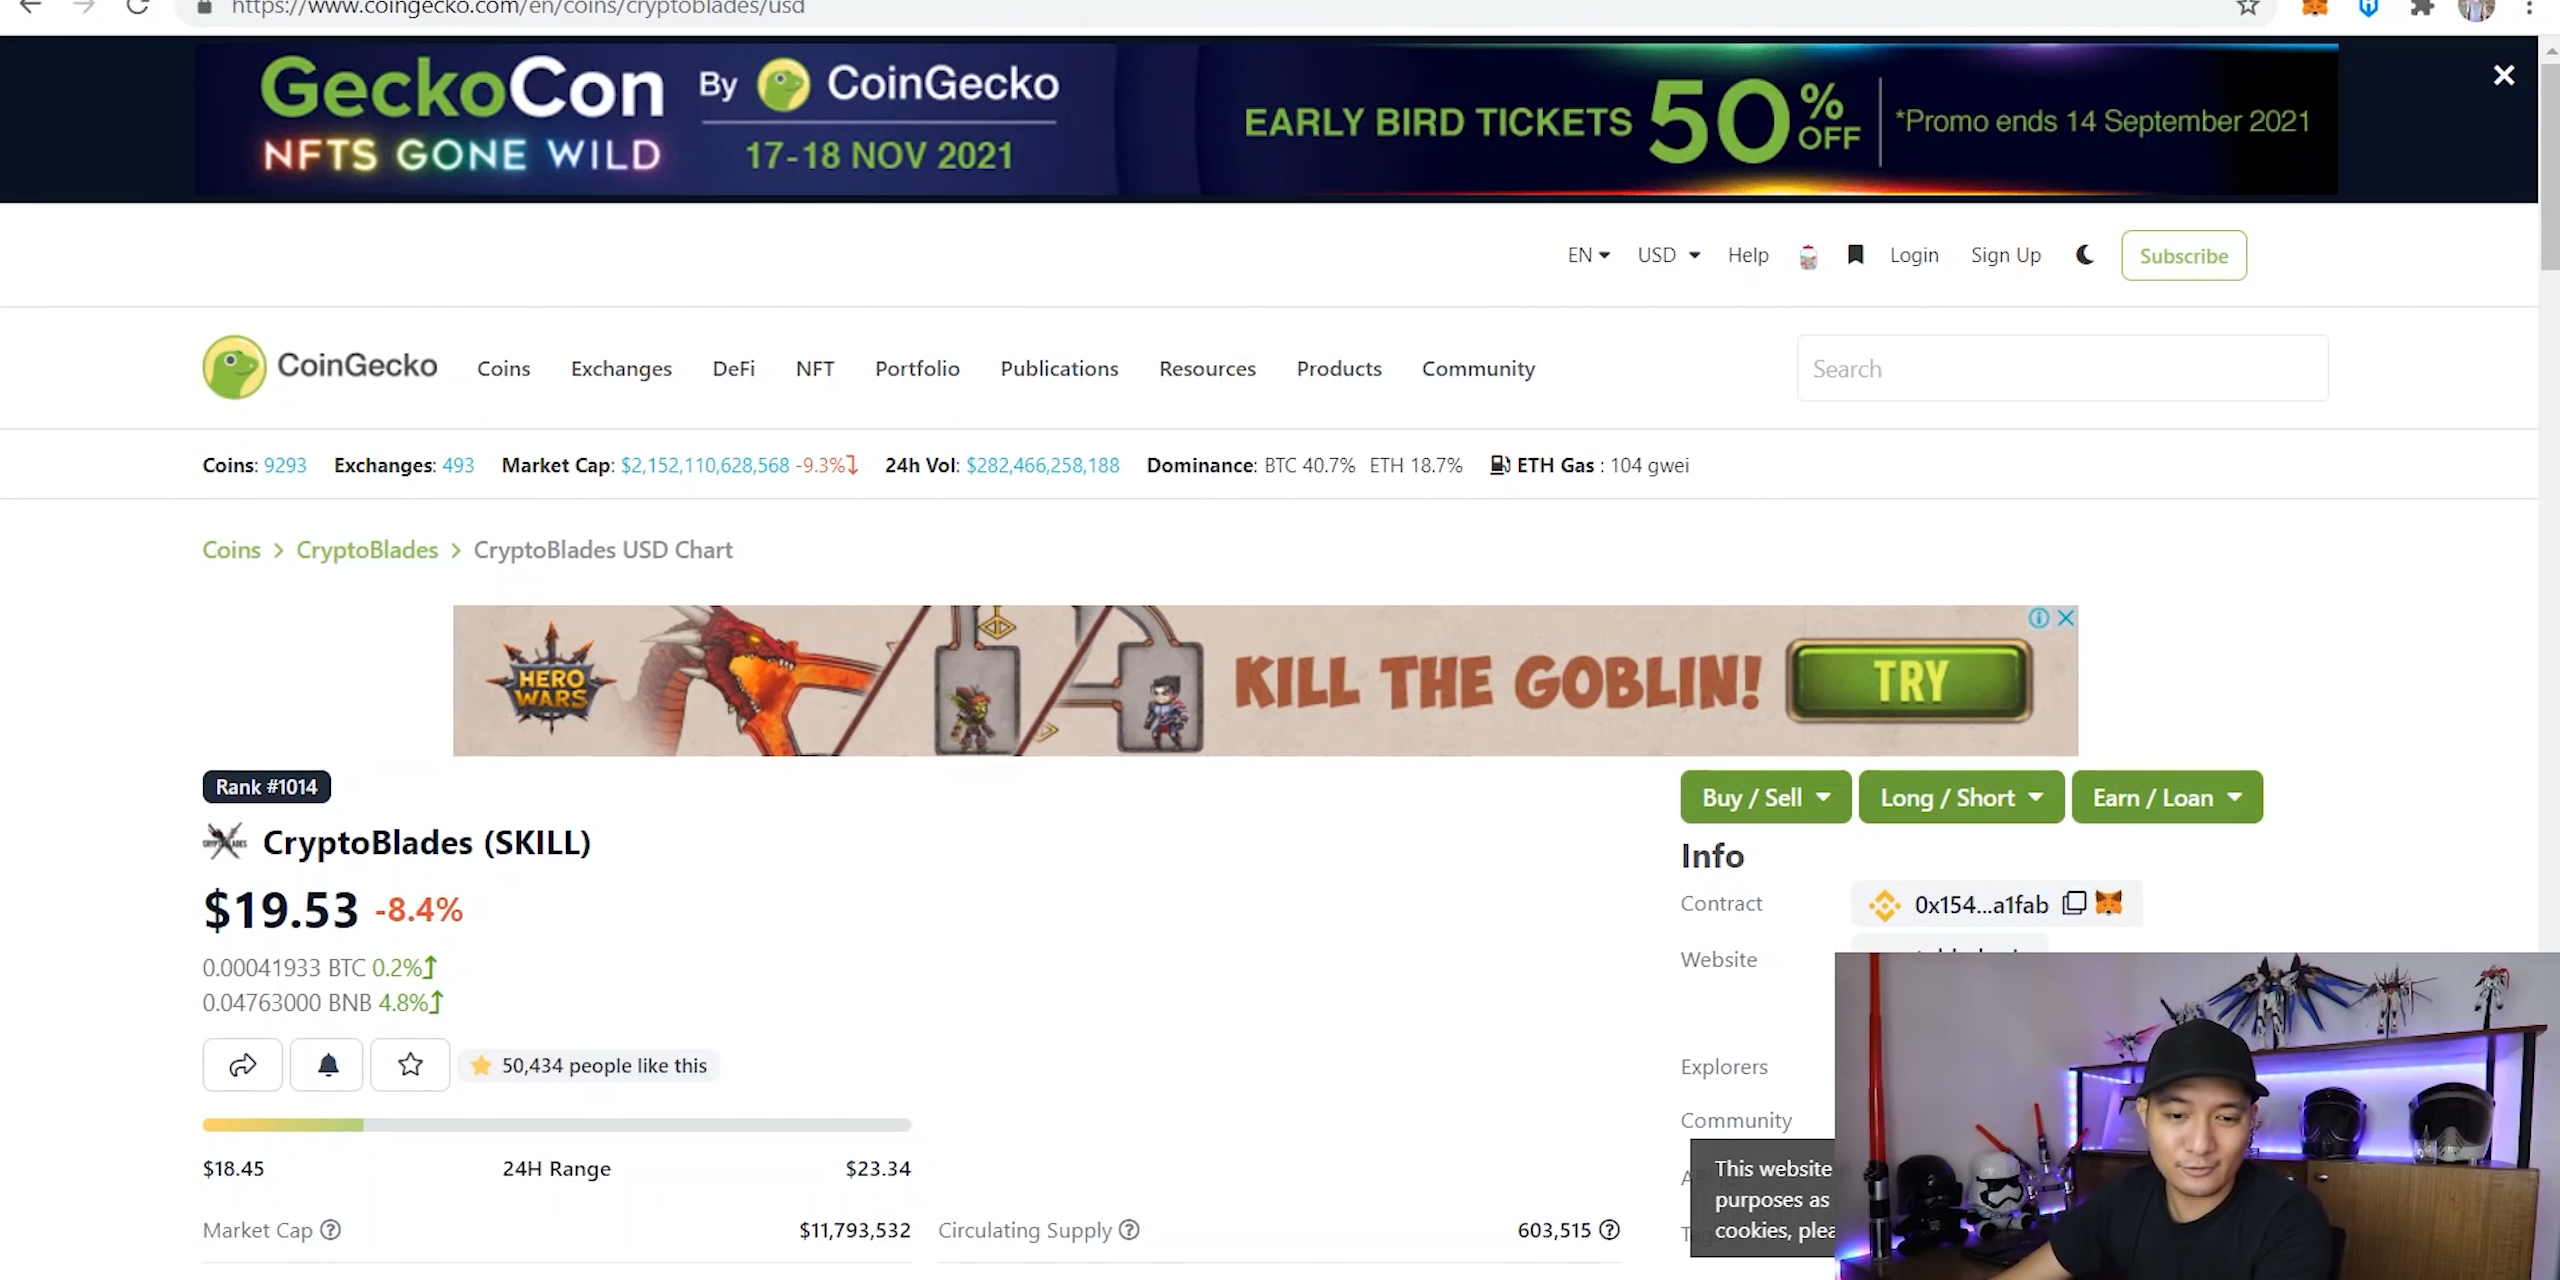 https://www.coingecko.com/en/coins/cryptoblades/usd
GeckoCon By CoinGecko
NFTS GONE WILD
17-18 NOV 2021
EARLY BIRD TICKETS 50% OFF
*Promo ends 14 September 2021
EN USD Help Login Sign Up Subscribe
CoinGecko Coins Exchanges DeFi NFT Portfolio Publications Resources Products Community Search
Coins: 9293 Exchanges: 493 Market Cap: $2,152,110,628,568 -9.3% 24h Vol: $282,466,258,188 Dominance: BTC 40.7% ETH 18.7% ETH Gas : 104 gwei
Coins > CryptoBlades > CryptoBlades USD Chart
HERO WARS
KILL THE GOBLIN!
TRY
Rank #1014
Buy / Sell Long / Short Earn / Loan
CryptoBlades (SKILL)
Info
$19.53 -8.4%
Contract 0x154...a1fab
0.00041933 BTC 0.2%
Website
0.04763000 BNB 4.8%
50,434 people like this
Explorers
Community
$18.45 24H Range $23.34
This website
purposes as
cookies, plea
Market Cap $11,793,532 Circulating Supply 603,515